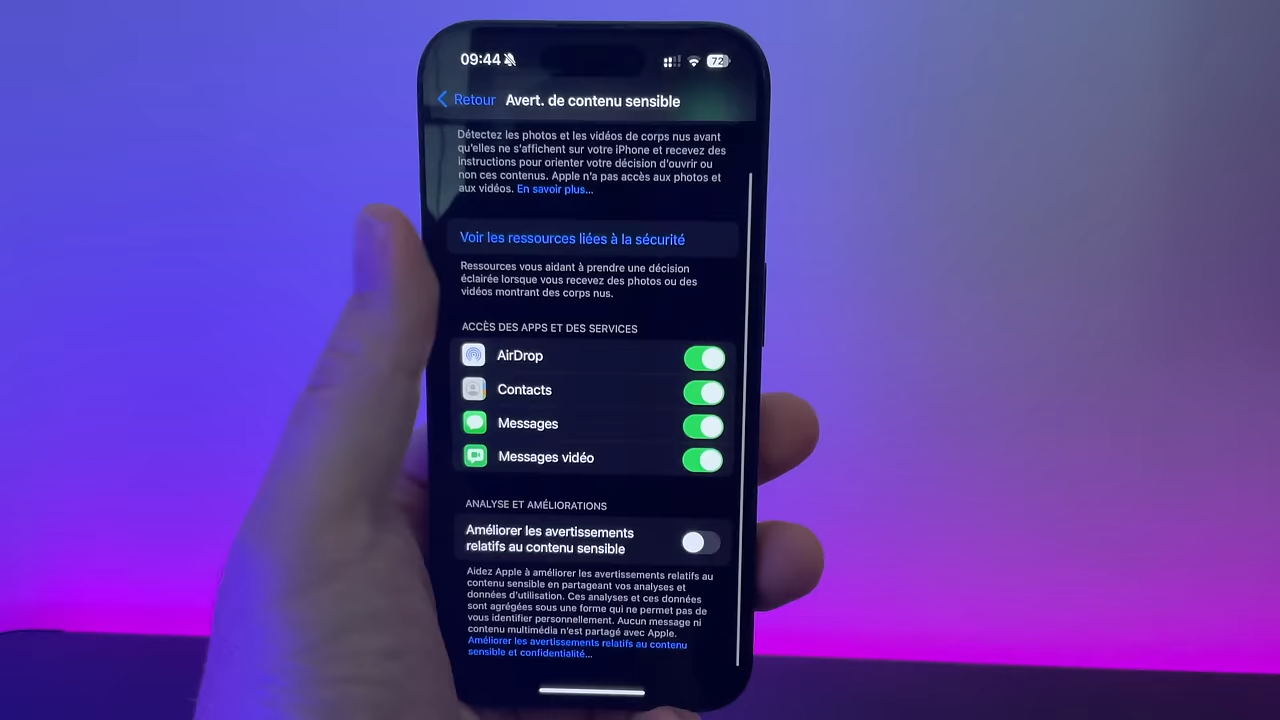 09:44
72
Retour Avert. de contenu sensible
Détectez les photos et les vidéos de corps nus avant
qu'elles ne s'affichent sur votre iPhone et recevez des
instructions pour orienter votre décision d'ouvrir ou
non ces contenus. Apple n'a pas accès aux photos et
aux vidéos. En savoir plus...
Voir les ressources liées à la sécurité
Ressources vous aidant à prendre une décision
éclairée lorsque vous recevez des photos ou des
vidéos montrant des corps nus.
ACCÈS DES APPS ET DES SERVICES
AirDrop
Contacts
Messages
Messages vidéo
ANALYSE ET AMÉLIORATIONS
Améliorer les avertissements
relatifs au contenu sensible
Aidez Apple à améliorer les avertissements relatifs au
contenu sensible en partageant vos analyses et
données d'utilisation. Ces analyses et ces données
sont agrégées sous une forme qui ne permet pas de
vous identifier personnellement. Aucun message ni
contenu multimédia n'est partagé avec Apple.
Améliorer les avertissements relatifs au contenu
sensible et confidentialité...